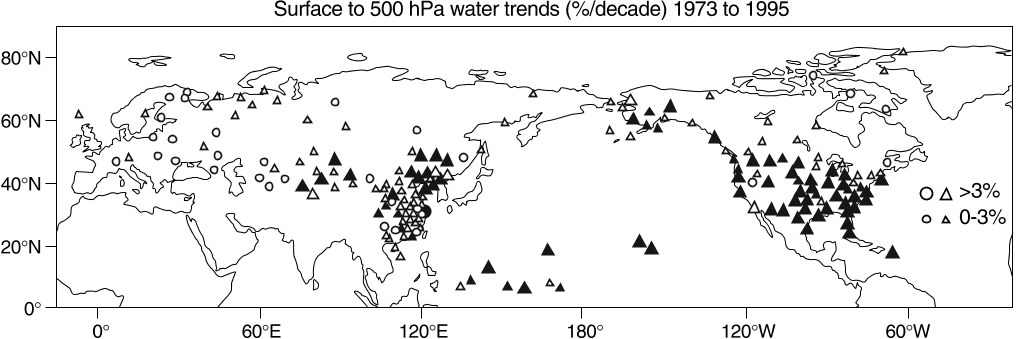 Surface to 500 hPa water trends (%/decade) 1973 to 1995
80°N
60°N
40°N
20°N
0°
>3%
0-3%
0° 60°E 120°E 180° 120°W 60°W